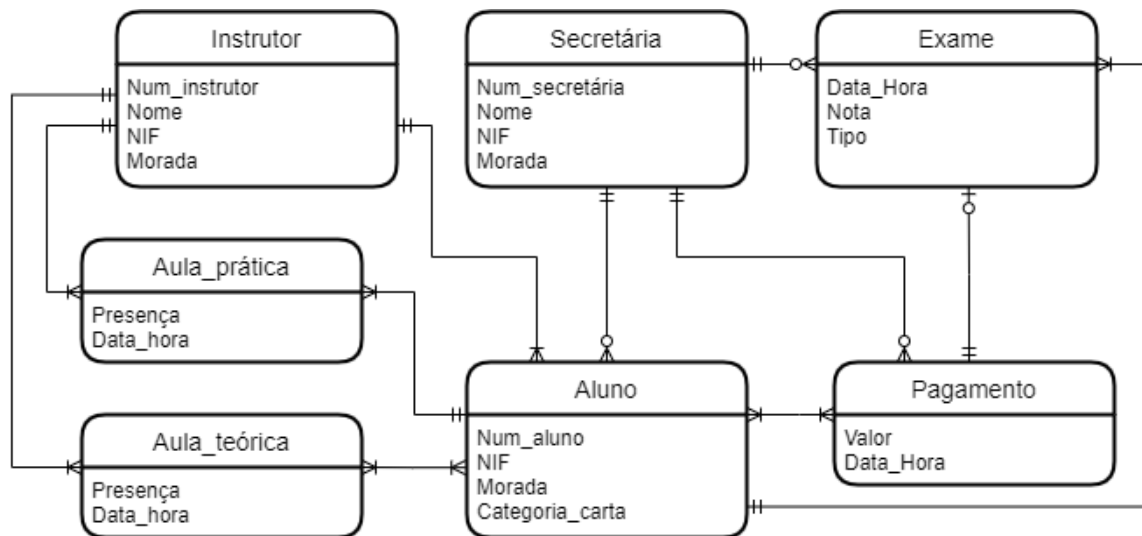 Instrutor
Num_instrutor
Nome
NIF
Morada
Secretária
Num_secretária
Nome
NIF
Morada
Exame
Data_Hora
Nota
Tipo
Aula_prática
Presença
Data_hora
Aula_teórica
Presença
Data_hora
Aluno
Num_aluno
NIF
Morada
Categoria_carta
Pagamento
Valor
Data_Hora